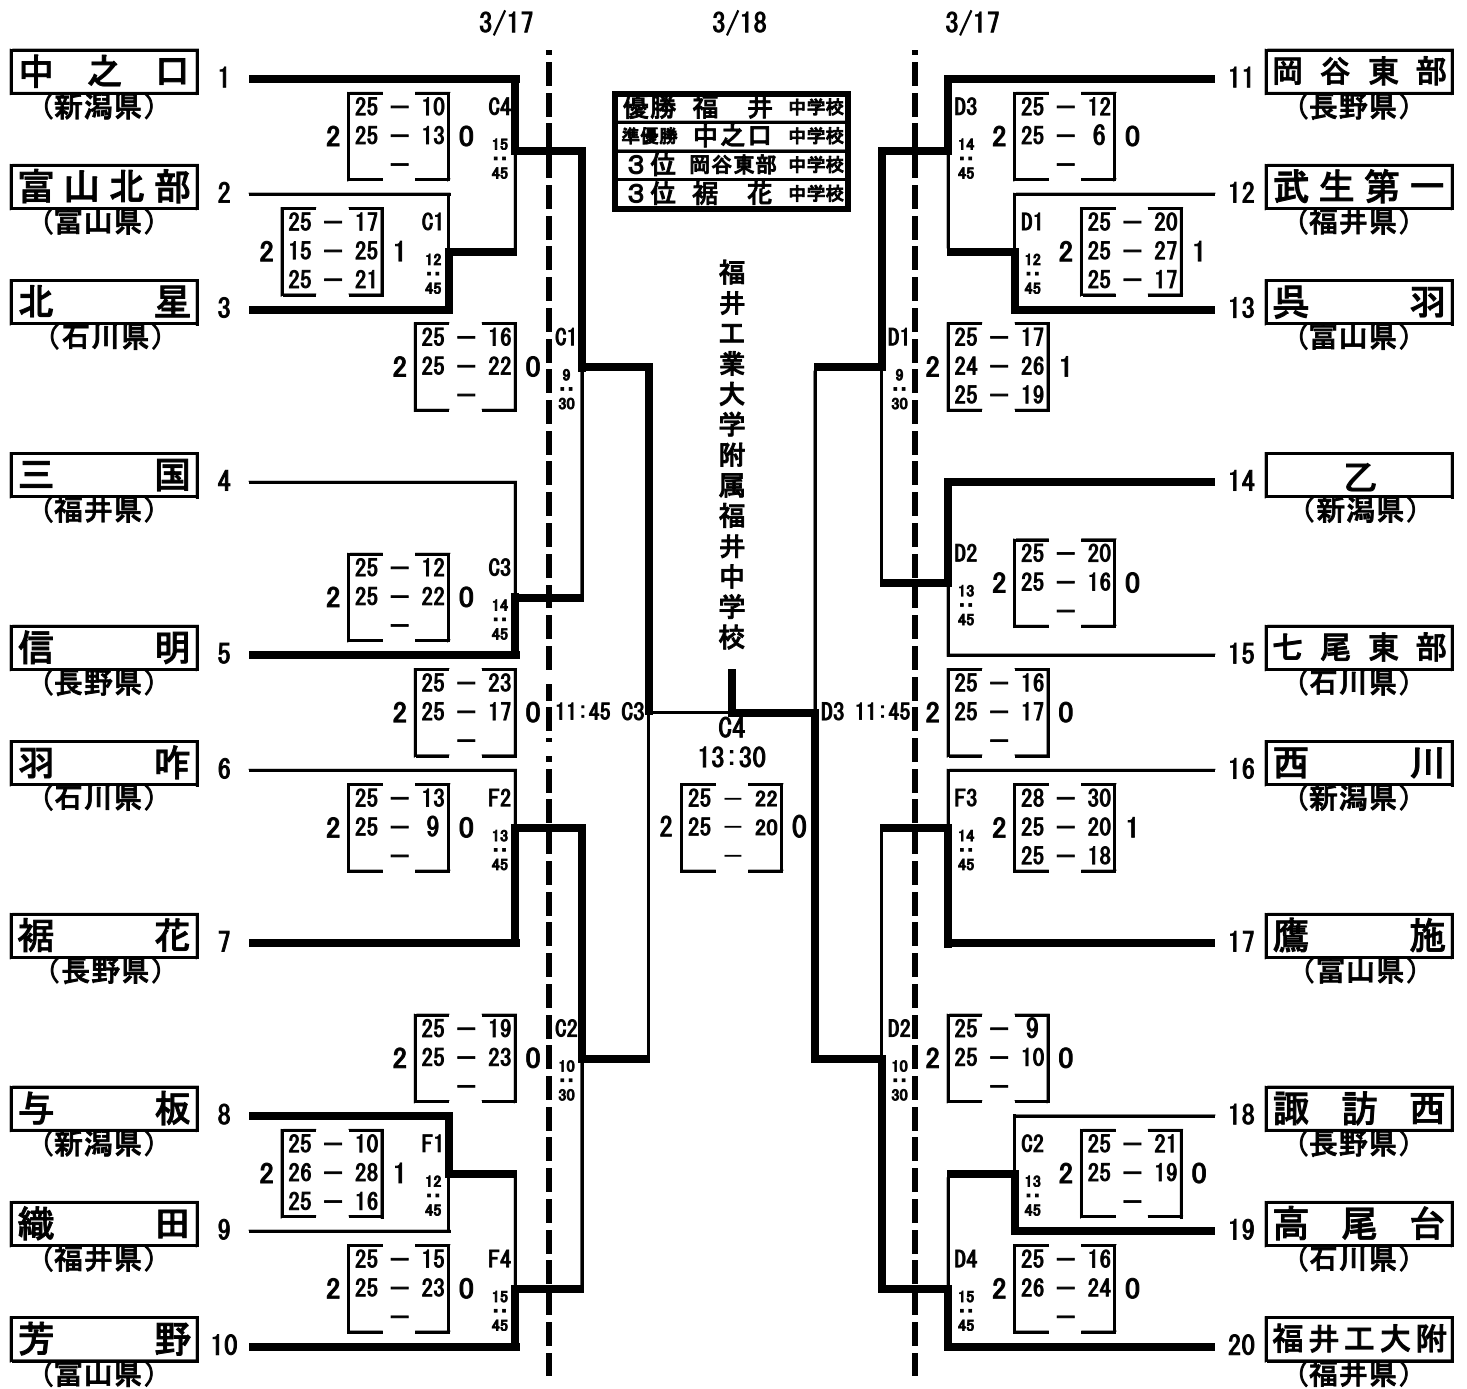 3/17
3/18
3/17
優勝 福井 中学校
準優勝 中之口 中学校
3位 岡谷東部 中学校
3位 裾花 中学校
福井工業大学附属福井中学校
中之口 1
(新潟県)
25 - 10
2 25 - 13 0
-
C4
15:45
富山北部 2
(富山県)
25 - 17
2 15 - 25 1
25 - 21
C1
12:45
北星 3
(石川県)
25 - 16
2 25 - 22 0
-
C1
9:30
三国 4
(福井県)
25 - 12
2 25 - 22 0
-
C3
14:45
信明 5
(長野県)
25 - 23
2 25 - 17 0 11:45 C3
-
羽咋 6
(石川県)
25 - 13
2 25 - 9 0
-
F2
13:45
裾花 7
(長野県)
25 - 19
2 25 - 23 0
-
C2
10:30
与板 8
(新潟県)
25 - 10
2 26 - 28 1
25 - 16
F1
12:45
織田 9
(福井県)
25 - 15
2 25 - 23 0
-
F4
15:45
芳野 10
(富山県)
C4
13:30
25 - 22
2 25 - 20 0
-
11 岡谷東部
(長野県)
D3
14:45
25 - 12
2 25 - 6 0
-
12 武生第一
(福井県)
D1
12:45
25 - 20
2 25 - 27 1
25 - 17
13 呉羽
(富山県)
D1
9:30
25 - 17
2 24 - 26 1
25 - 19
14 乙
(新潟県)
D2
13:45
25 - 20
2 25 - 16 0
-
15 七尾東部
(石川県)
25 - 16
D3 11:45 2 25 - 17 0
-
16 西川
(新潟県)
F3
14:45
28 - 30
2 25 - 20 1
25 - 18
17 鷹施
(富山県)
D2
10:30
25 - 9
2 25 - 10 0
-
18 諏訪西
(長野県)
C2
13:45
25 - 21
2 25 - 19 0
-
19 高尾台
(石川県)
D4
15:45
25 - 16
2 26 - 24 0
-
20 福井工大附
(福井県)